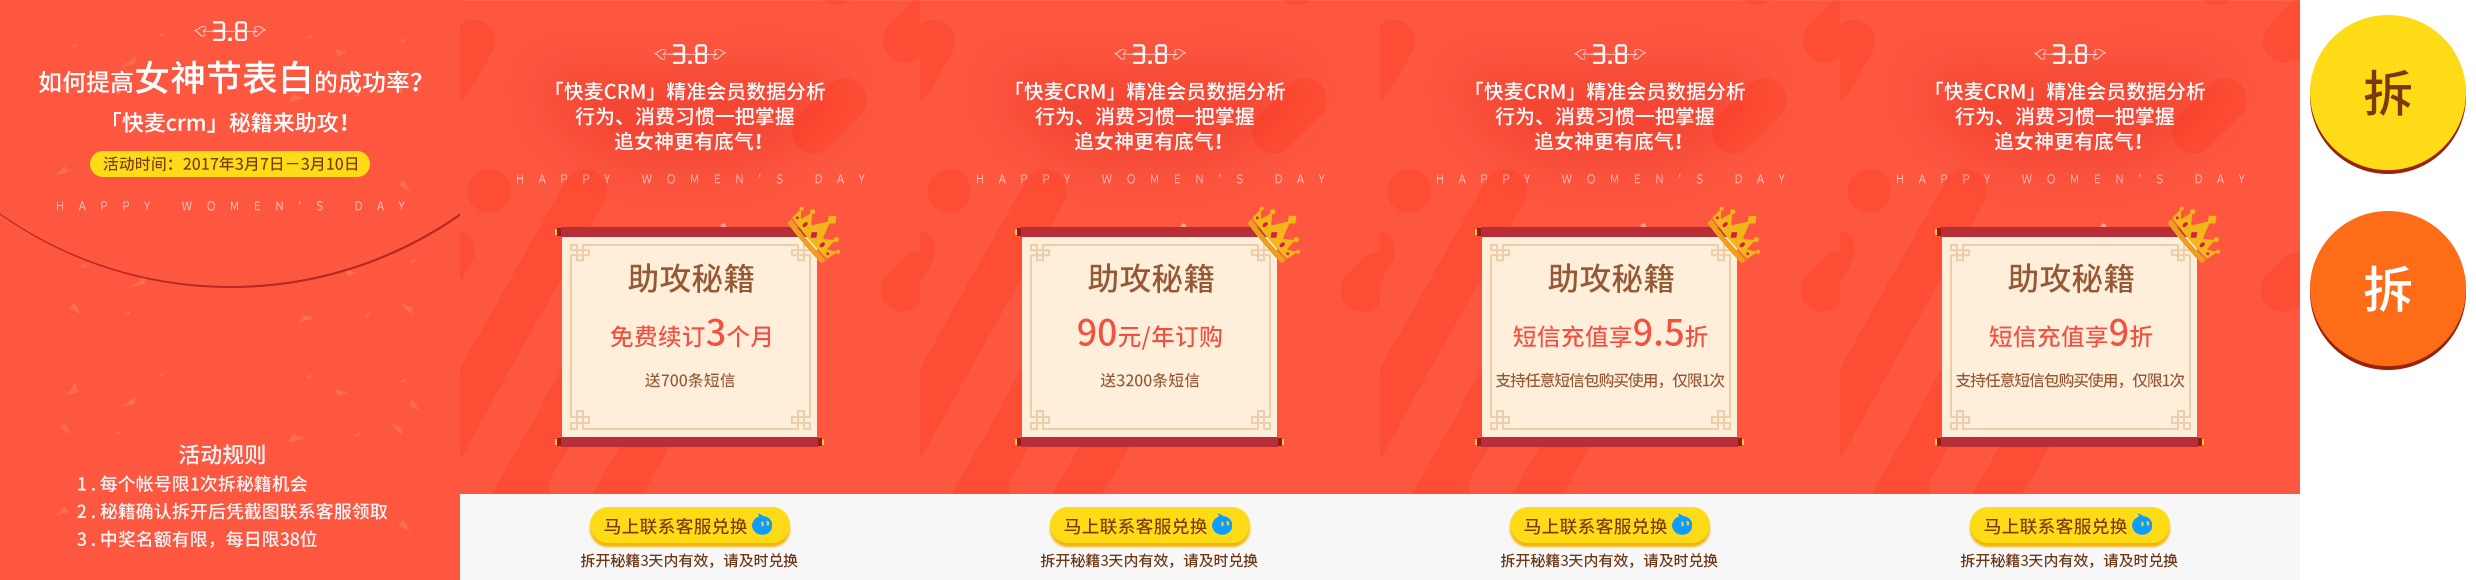 3.8
如何提高女神节表白的成功率？
「快麦crm」秘籍来助攻！
活动时间：2017年3月7日－3月10日
HAPPY WOMEN'S DAY
活动规则
1.每个帐号限1次拆秘籍机会
2.秘籍确认拆开后凭截图联系客服领取
3.中奖名额有限，每日限38位
3.8
「快麦CRM」精准会员数据分析
行为、消费习惯一把掌握
追女神更有底气！
HAPPY WOMEN'S DAY
助攻秘籍
免费续订3个月
送700条短信
马上联系客服兑换
拆开秘籍3天内有效，请及时兑换
3.8
「快麦CRM」精准会员数据分析
行为、消费习惯一把掌握
追女神更有底气！
HAPPY WOMEN'S DAY
助攻秘籍
90元/年订购
送3200条短信
马上联系客服兑换
拆开秘籍3天内有效，请及时兑换
3.8
「快麦CRM」精准会员数据分析
行为、消费习惯一把掌握
追女神更有底气！
HAPPY WOMEN'S DAY
助攻秘籍
短信充值享9.5折
支持任意短信包购买使用，仅限1次
马上联系客服兑换
拆开秘籍3天内有效，请及时兑换
3.8
「快麦CRM」精准会员数据分析
行为、消费习惯一把掌握
追女神更有底气！
HAPPY WOMEN'S DAY
助攻秘籍
短信充值享9折
支持任意短信包购买使用，仅限1次
马上联系客服兑换
拆开秘籍3天内有效，请及时兑换
拆
拆